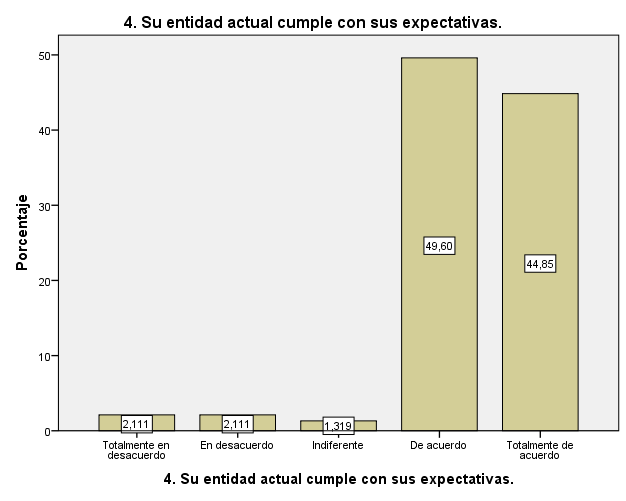 4. Su entidad actual cumple con sus expectativas.
Porcentaje
50
40
30
20
10
0
2,111
2,111
1,319
49,60
44,85
Totalmente en
desacuerdo
En desacuerdo
Indiferente
De acuerdo
Totalmente de
acuerdo
4. Su entidad actual cumple con sus expectativas.